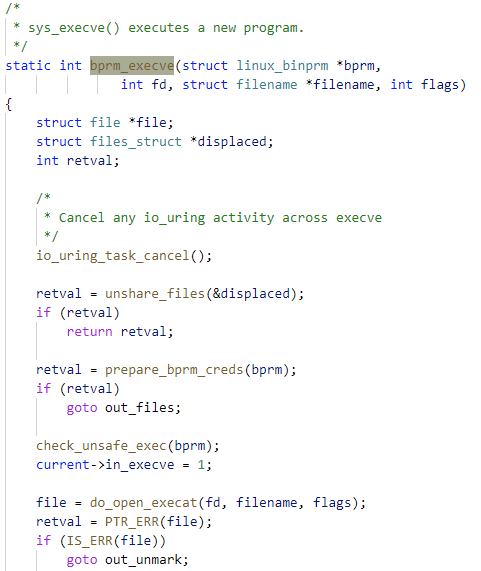 /*
 * sys_execve() executes a new program.
 */
static int bprm_execve(struct linux_binprm *bprm,
               int fd, struct filename *filename, int flags)
{
    struct file *file;
    struct files_struct *displaced;
    int retval;

    /*
     * Cancel any io_uring activity across execve
     */
    io_uring_task_cancel();

    retval = unshare_files(&displaced);
    if (retval)
        return retval;

    retval = prepare_bprm_creds(bprm);
    if (retval)
        goto out_files;

    check_unsafe_exec(bprm);
    current->in_execve = 1;

    file = do_open_execat(fd, filename, flags);
    retval = PTR_ERR(file);
    if (IS_ERR(file))
        goto out_unmark;